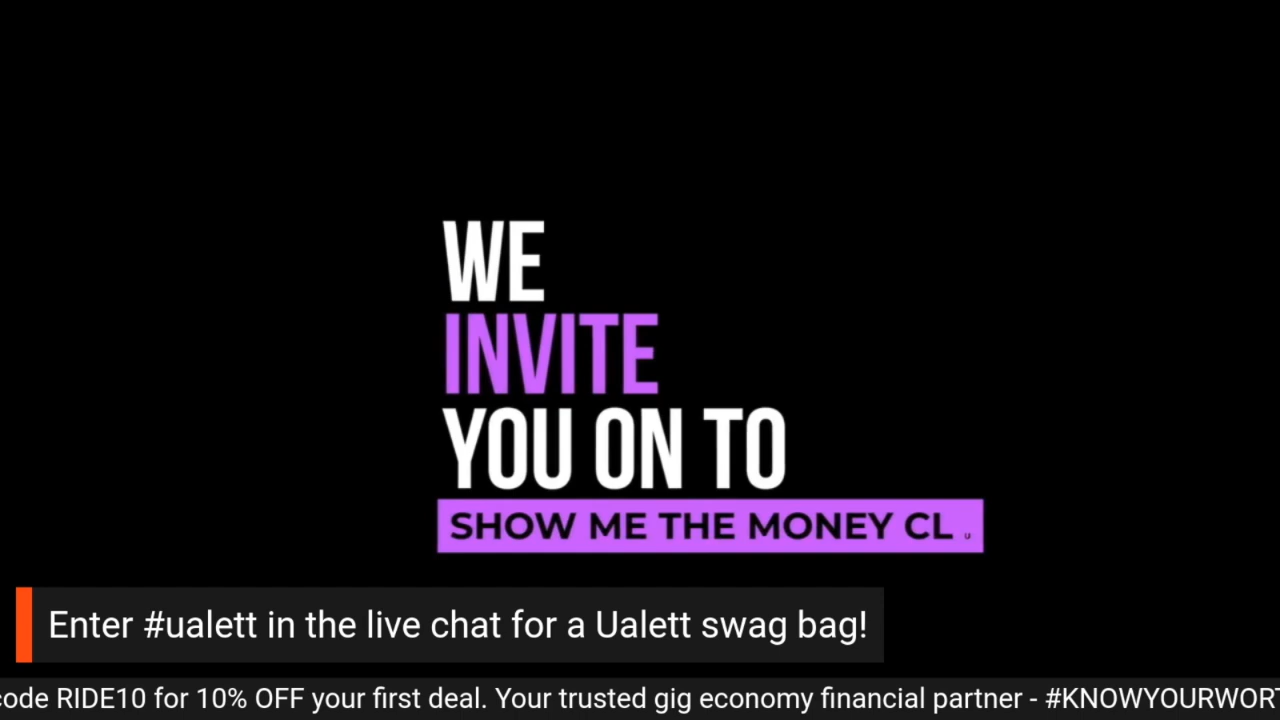 WE
INVITE
YOU ON TO
SHOW ME THE MONEY CL U
Enter #ualett in the live chat for a Ualett swag bag!
code RIDE10 for 10% OFF your first deal. Your trusted gig economy financial partner - #KNOWYOURWORT